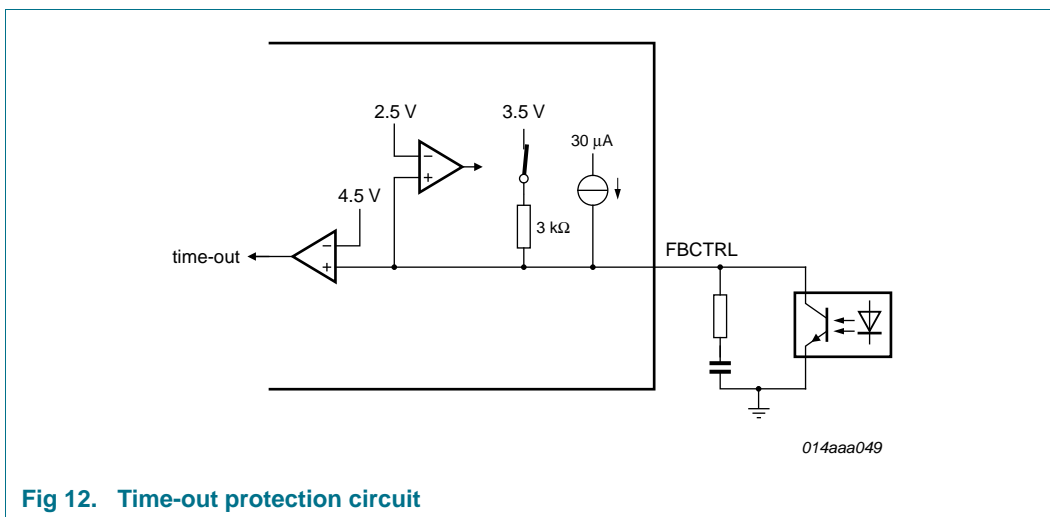 2.5 V
3.5 V
30 μA
−
+
4.5 V
3 kΩ
−
+
time-out
FBCTRL
014aaa049
Fig 12. Time-out protection circuit